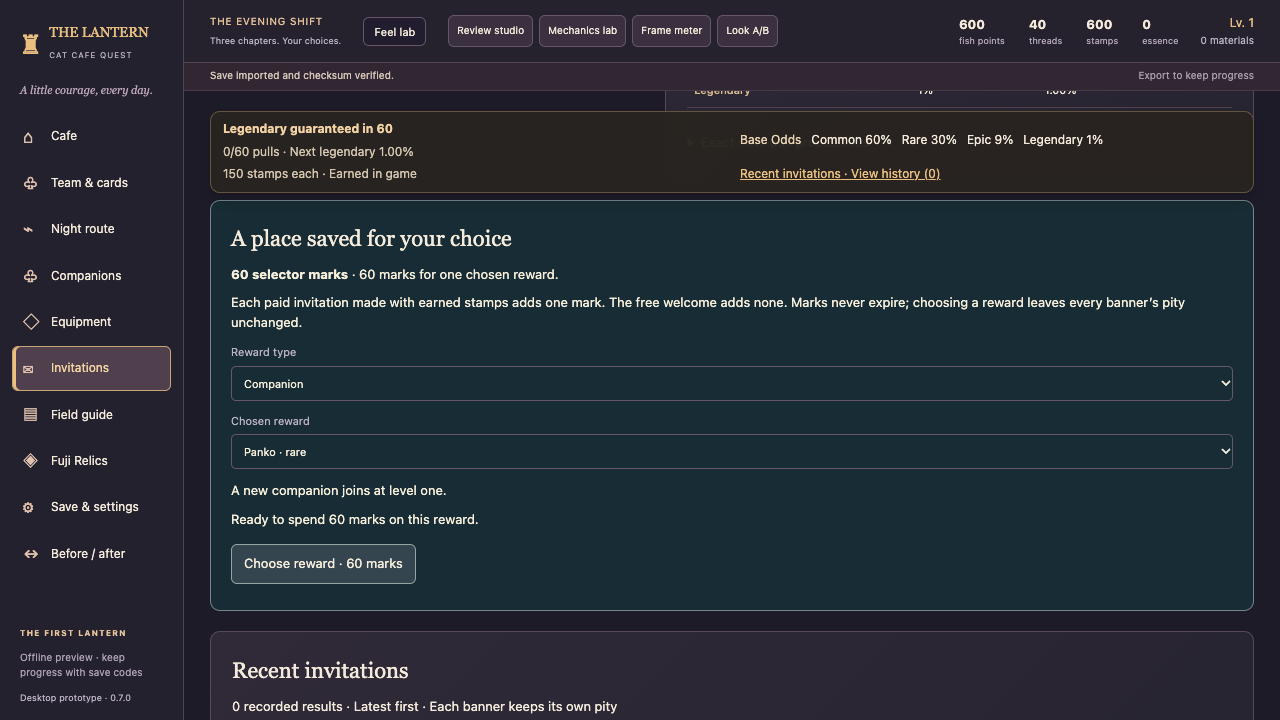 THE LANTERN
CAT CAFE QUEST
A little courage, every day.
Cafe
Team & cards
Night route
Companions
Equipment
Invitations
Field guide
Fuji Relics
Save & settings
Before / after
THE FIRST LANTERN
Offline preview · keep
progress with save codes
Desktop prototype · 0.7.0
THE EVENING SHIFT
Three chapters. Your choices.
Feel lab
Review studio
Mechanics lab
Frame meter
Look A/B
600
fish points
40
threads
600
stamps
0
essence
Lv. 1
0 materials
Save imported and checksum verified.
Export to keep progress
Legendary 1% 1.00%
Legendary guaranteed in 60
0/60 pulls · Next legendary 1.00%
150 stamps each · Earned in game
Base Odds Common 60% Rare 30% Epic 9% Legendary 1%
Recent invitations · View history (0)
A place saved for your choice
60 selector marks · 60 marks for one chosen reward.
Each paid invitation made with earned stamps adds one mark. The free welcome adds none. Marks never expire; choosing a reward leaves every banner’s pity
unchanged.
Reward type
Companion
Chosen reward
Panko · rare
A new companion joins at level one.
Ready to spend 60 marks on this reward.
Choose reward · 60 marks
Recent invitations
0 recorded results · Latest first · Each banner keeps its own pity